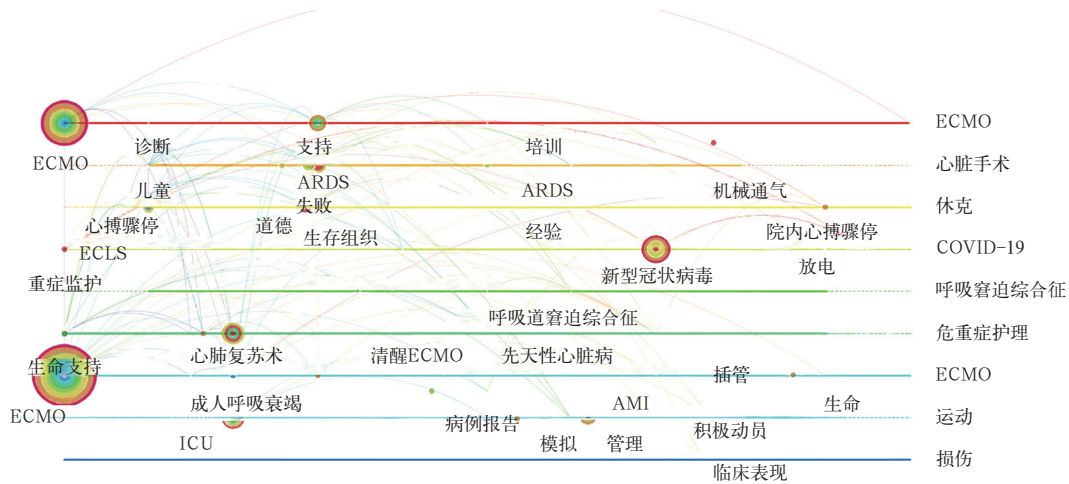 ECMO
ECMO
诊断
支持
培训
心脏手术
儿童
ARDS
ARDS
机械通气
失败
休克
心搏骤停
道德
生存组织
经验
院内心搏骤停
ECLS
COVID-19
新型冠状病毒
放电
重症监护
呼吸窘迫综合征
呼吸道窘迫综合征
危重症护理
心肺复苏术
清醒ECMO
先天性心脏病
生命支持
插管
ECMO
成人呼吸衰竭
AMI
生命
ECMO
病例报告
运动
积极动员
ICU
模拟
管理
损伤
临床表现